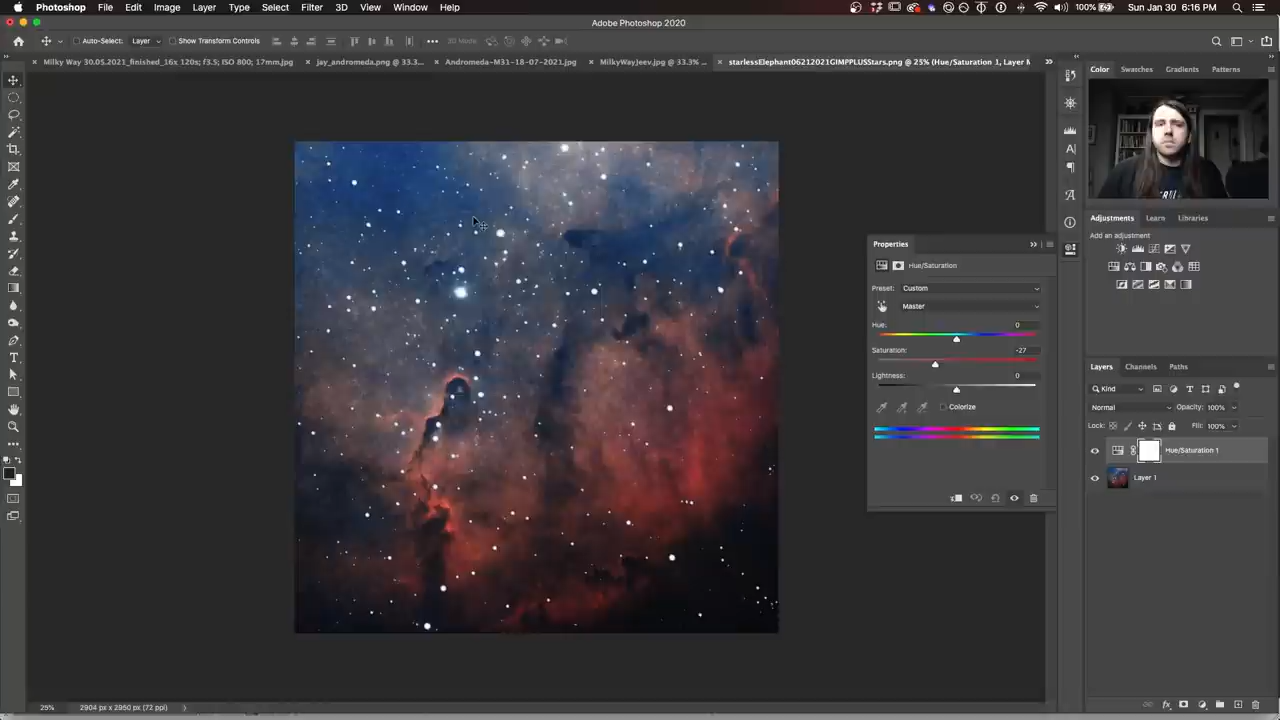 Photoshop File Edit Image Layer Type Select Filter 3D View Window Help 100% Sun Jan 30 6:16 PM
Adobe Photoshop 2020
Auto-Select: Layer Show Transform Controls 3D Mode:
Milky Way 30.05.2021_finished_16x 120s; f3.5; ISO 800; 17mm.jpg jay_andromeda.png @ 33.3... Andromeda-M31-18-07-2021.jpg MilkyWayJeev.jpg @ 33.3% ... starlessElephant06212021GIMPPLUSStars.png @ 25% (Hue/Saturation 1, Layer M
Color Swatches Gradients Patterns
Adjustments Learn Libraries
Add an adjustment
Properties
Hue/Saturation
Preset: Custom
Master
Hue: 0
Saturation: -27
Lightness: 0
Colorize
Layers Channels Paths
Kind
Normal Opacity: 100%
Lock: Fill: 100%
Hue/Saturation 1
Layer 1
25% 2904 px x 2960 px (72 ppi)